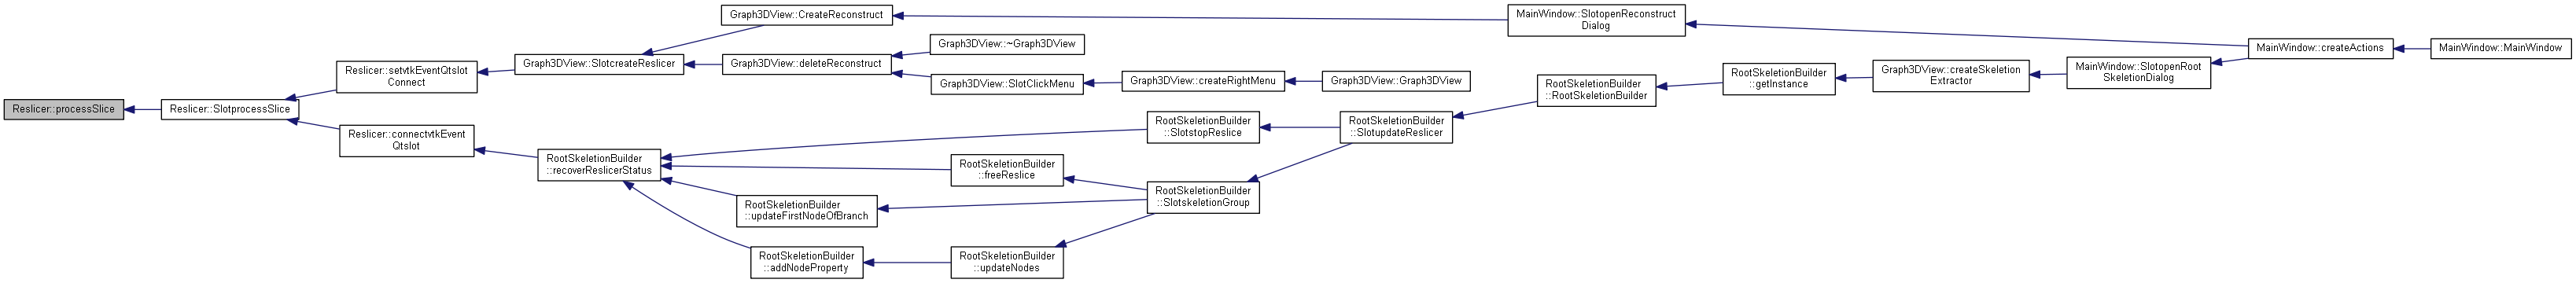 Reslicer::processSlice
Reslicer::SlotprocessSlice
Reslicer::setvtkEventQtslot
Connect
Graph3DView::SlotcreateReslicer
Graph3DView::CreateReconstruct
MainWindow::SlotopenReconstruct
Dialog
MainWindow::createActions
MainWindow::MainWindow
Graph3DView::deleteReconstruct
Graph3DView::~Graph3DView
Graph3DView::SlotClickMenu
Graph3DView::createRightMenu
Graph3DView::Graph3DView
Reslicer::connectvtkEvent
Qtslot
RootSkeletionBuilder
::recoverReslicerStatus
RootSkeletionBuilder
::SlotstopReslice
RootSkeletionBuilder
::SlotupdateReslicer
RootSkeletionBuilder
::RootSkeletionBuilder
RootSkeletionBuilder
::getInstance
Graph3DView::createSkeletion
Extractor
MainWindow::SlotopenRoot
SkeletionDialog
RootSkeletionBuilder
::freeReslice
RootSkeletionBuilder
::SlotskeletionGroup
RootSkeletionBuilder
::updateFirstNodeOfBranch
RootSkeletionBuilder
::addNodeProperty
RootSkeletionBuilder
::updateNodes